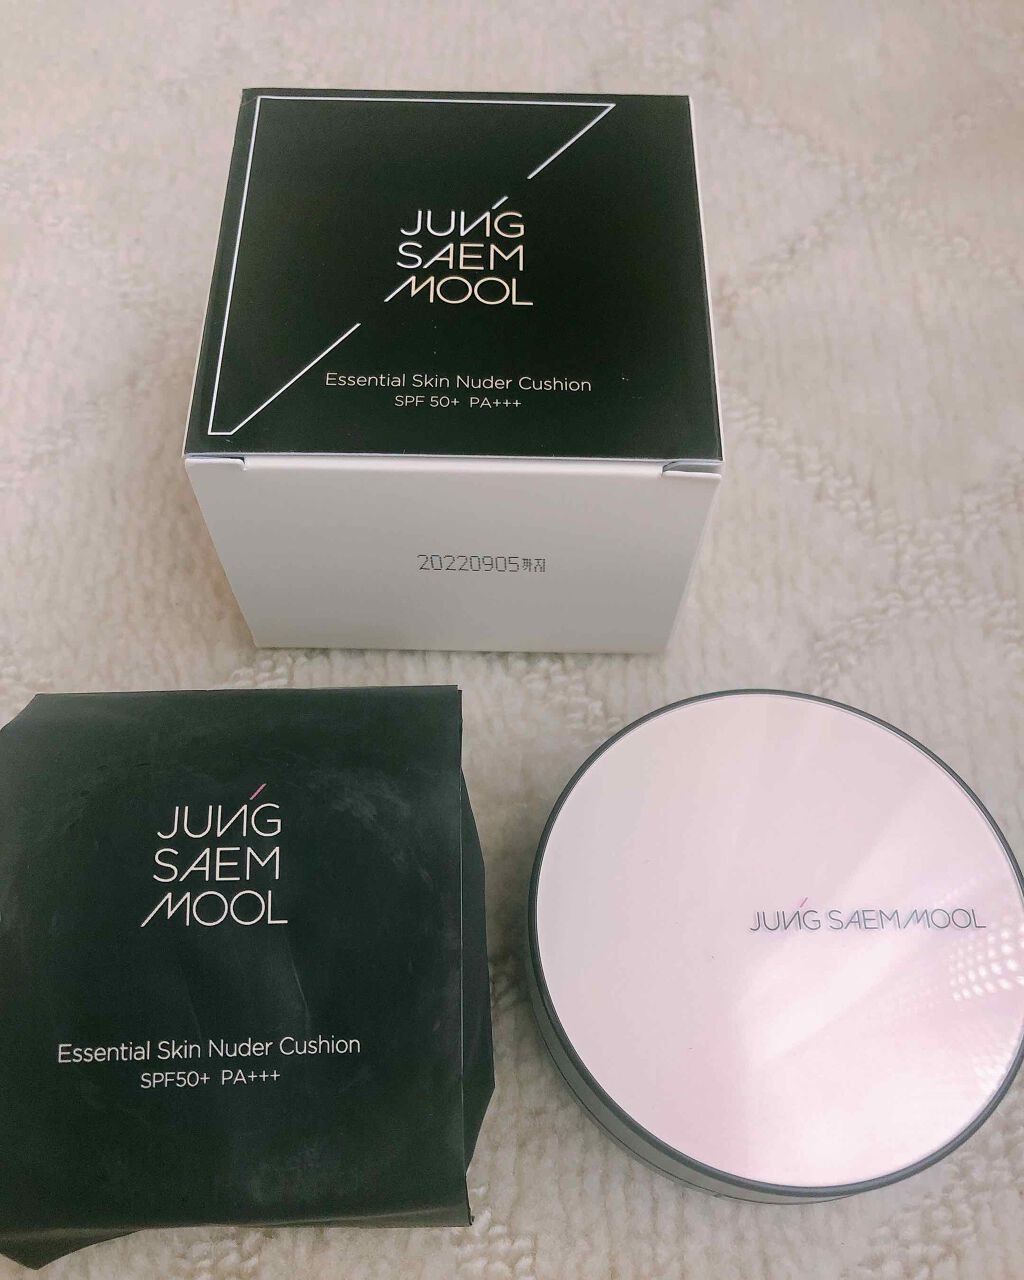 JUNG
SAEM
MOOL
Essential Skin Nuder Cushion
SPF 50+ PA+++
20220905까지
JUNG
SAEM
MOOL
Essential Skin Nuder Cushion
SPF50+ PA+++
JUNG SAEM MOOL